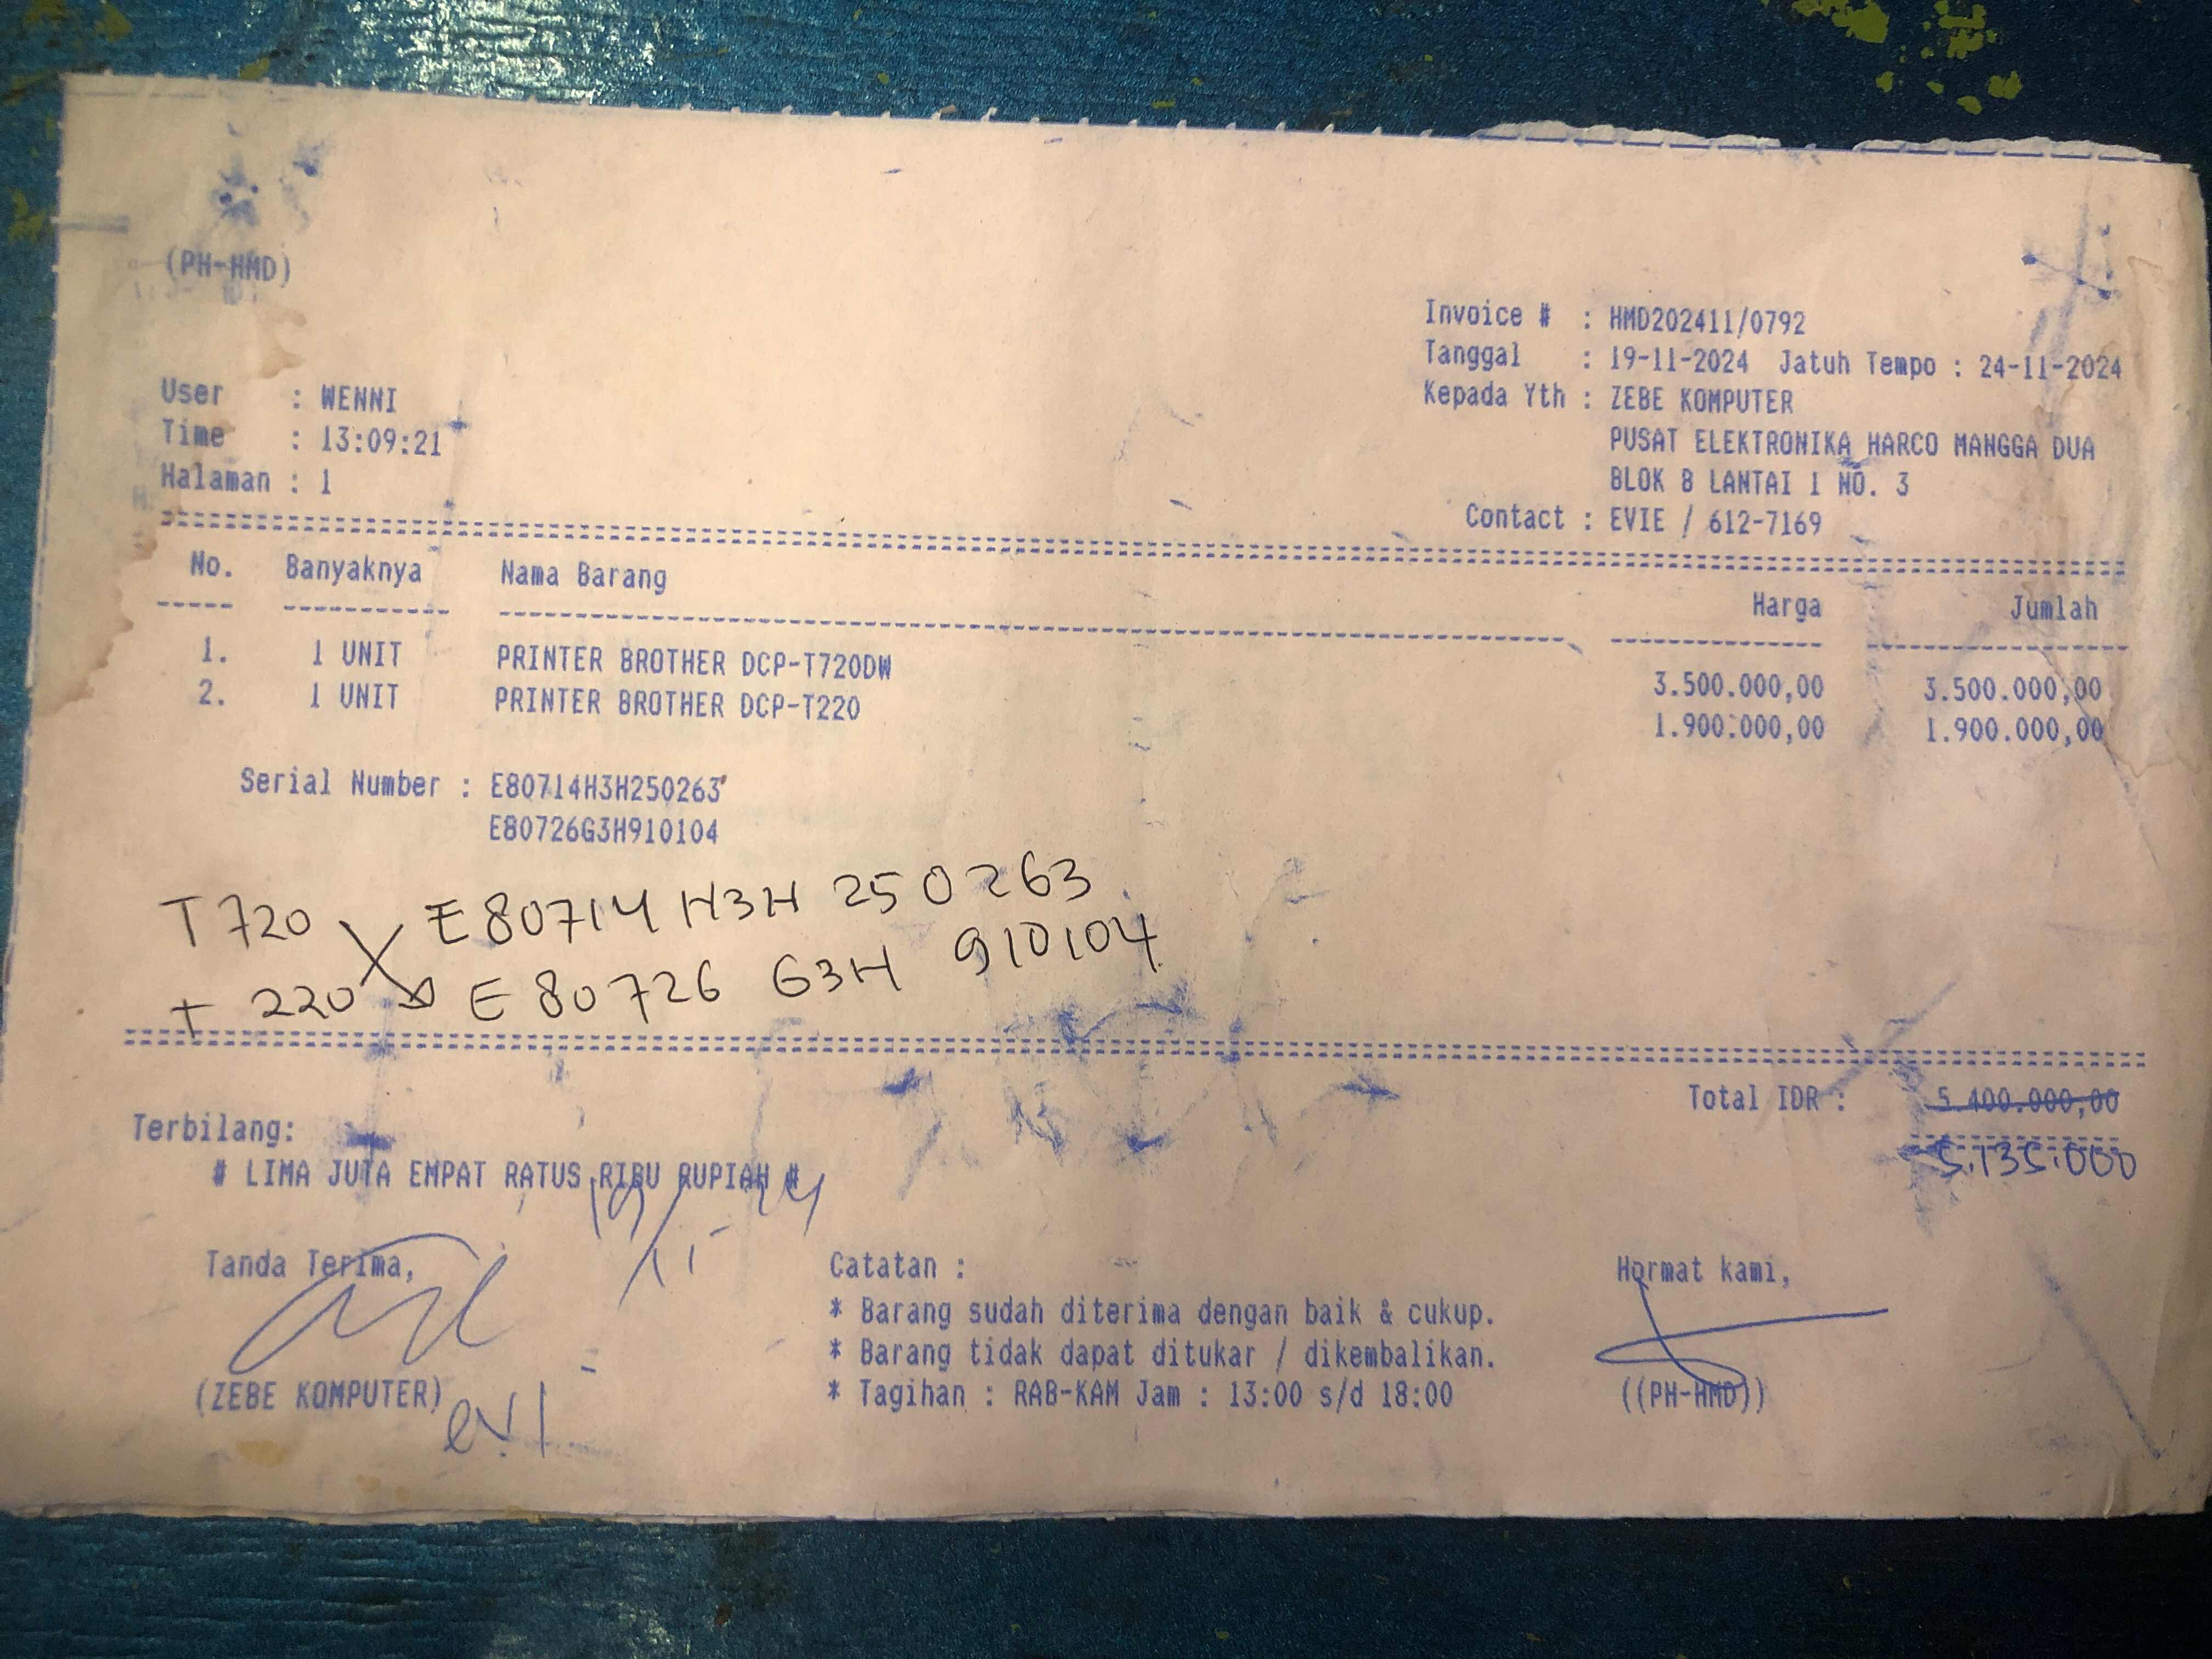 (PH-HMD)
Invoice # : HMD202411/0792
Tanggal : 19-11-2024 Jatuh Tempo : 24-11-2024
Kepada Yth : ZEBE KOMPUTER
PUSAT ELEKTRONIKA HARCO MANGGA DUA
BLOK B LANTAI 1 NO. 3
Contact : EVIE / 612-7169
User : WENNI
Time : 13:09:21
Halaman : 1
No. Banyaknya Nama Barang Harga Jumlah
1. 1 UNIT PRINTER BROTHER DCP-T720DW 3.500.000,00 3.500.000,00
2. 1 UNIT PRINTER BROTHER DCP-T220 1.900.000,00 1.900.000,00
Serial Number : E80714H3H250263
E80726G3H910104
T720 E80714 H3H 250263
T 220 E 80726 G3H 910104
Total IDR : 5.400.000,00
5.135.000
Terbilang:
# LIMA JUTA EMPAT RATUS RIBU RUPIAH #
19/11-24
Tanda Terima,
(ZEBE KOMPUTER)
evi
Catatan :
* Barang sudah diterima dengan baik & cukup.
* Barang tidak dapat ditukar / dikembalikan.
* Tagihan : RAB-KAM Jam : 13:00 s/d 18:00
Hormat kami,
((PH-HMD))